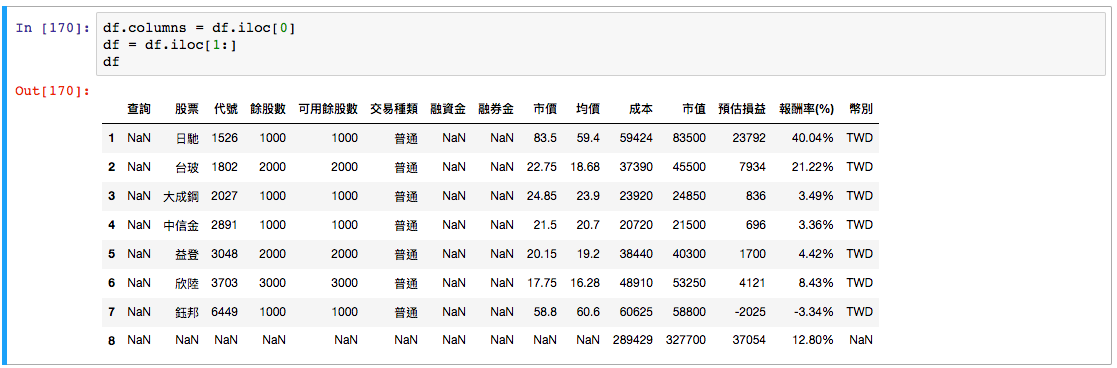 In [170]: df.columns = df.iloc[0]
df = df.iloc[1:]
df
Out[170]:
查詢 股票 代號 餘股數 可用餘股數 交易種類 融資金 融券金 市價 均價 成本 市值 預估損益 報酬率(%) 幣別
1 NaN 日馳 1526 1000 1000 普通 NaN NaN 83.5 59.4 59424 83500 23792 40.04% TWD
2 NaN 台玻 1802 2000 2000 普通 NaN NaN 22.75 18.68 37390 45500 7934 21.22% TWD
3 NaN 大成鋼 2027 1000 1000 普通 NaN NaN 24.85 23.9 23920 24850 836 3.49% TWD
4 NaN 中信金 2891 1000 1000 普通 NaN NaN 21.5 20.7 20720 21500 696 3.36% TWD
5 NaN 益登 3048 2000 2000 普通 NaN NaN 20.15 19.2 38440 40300 1700 4.42% TWD
6 NaN 欣陸 3703 3000 3000 普通 NaN NaN 17.75 16.28 48910 53250 4121 8.43% TWD
7 NaN 鈺邦 6449 1000 1000 普通 NaN NaN 58.8 60.6 60625 58800 -2025 -3.34% TWD
8 NaN NaN NaN NaN NaN NaN NaN NaN NaN NaN 289429 327700 37054 12.80% NaN